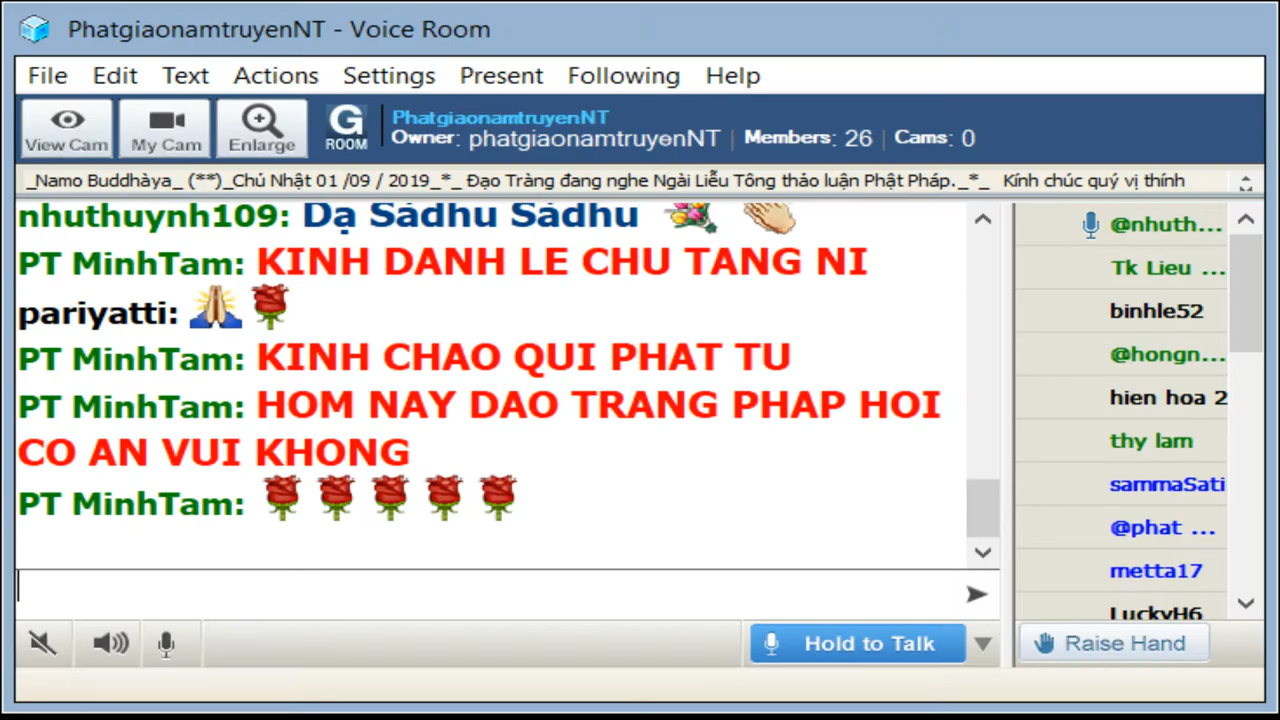 PhatgiaonamtruyenNT - Voice Room
File Edit Text Actions Settings Present Following Help
View Cam My Cam Enlarge G ROOM
PhatgiaonamtruyenNT
Owner: phatgiaonamtruyenNT | Members: 26 | Cams: 0
_Namo Buddhàya_ (**)_Chủ Nhật 01 /09 / 2019_*_ Đạo Tràng đang nghe Ngài Liễu Tông thảo luận Phật Pháp._*_ Kính chúc quý vị thính
nhuthuynh109: Dạ Sádhu Sádhu
PT MinhTam: KINH DANH LE CHU TANG NI
pariyatti:
PT MinhTam: KINH CHAO QUI PHAT TU
PT MinhTam: HOM NAY DAO TRANG PHAP HOI
CO AN VUI KHONG
PT MinhTam:
@nhuth...
Tk Lieu ...
binhle52
@hongn...
hien hoa 2
thy lam
sammaSati
@phat ...
metta17
LuckyH6
Hold to Talk
Raise Hand